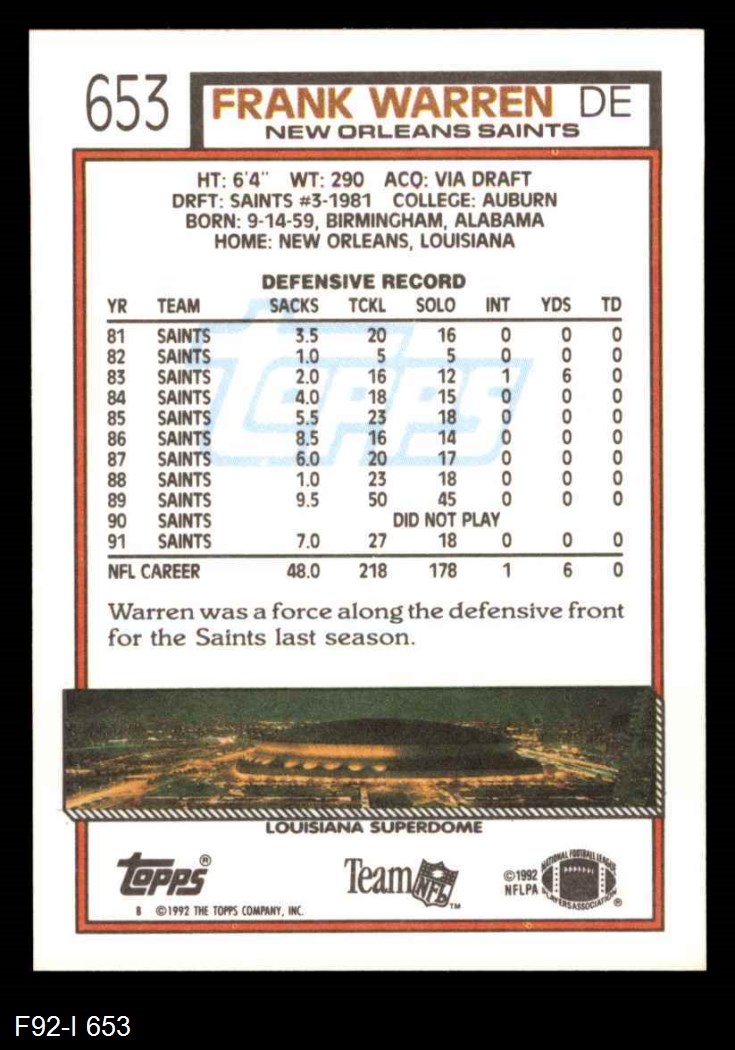 653 FRANK WARREN DE
NEW ORLEANS SAINTS
HT: 6'4" WT: 290 ACQ: VIA DRAFT
DRFT: SAINTS #3-1981 COLLEGE: AUBURN
BORN: 9-14-59, BIRMINGHAM, ALABAMA
HOME: NEW ORLEANS, LOUISIANA
DEFENSIVE RECORD
YR TEAM SACKS TCKL SOLO INT YDS TD
81 SAINTS 3.5 20 16 0 0 0
82 SAINTS 1.0 5 5 0 0 0
83 SAINTS 2.0 16 12 1 6 0
84 SAINTS 4.0 18 15 0 0 0
85 SAINTS 5.5 23 18 0 0 0
86 SAINTS 8.5 16 14 0 0 0
87 SAINTS 6.0 20 17 0 0 0
88 SAINTS 1.0 23 18 0 0 0
89 SAINTS 9.5 50 45 0 0 0
90 SAINTS DID NOT PLAY
91 SAINTS 7.0 27 18 0 0 0
NFL CAREER 48.0 218 178 1 6 0
topps
Warren was a force along the defensive front
for the Saints last season.
LOUISIANA SUPERDOME
topps®
Team NFL™
©1992
NFLPA
NATIONAL FOOTBALL LEAGUE
PLAYERS ASSOCIATION ®
B ©1992 THE TOPPS COMPANY, INC.
F92-I 653